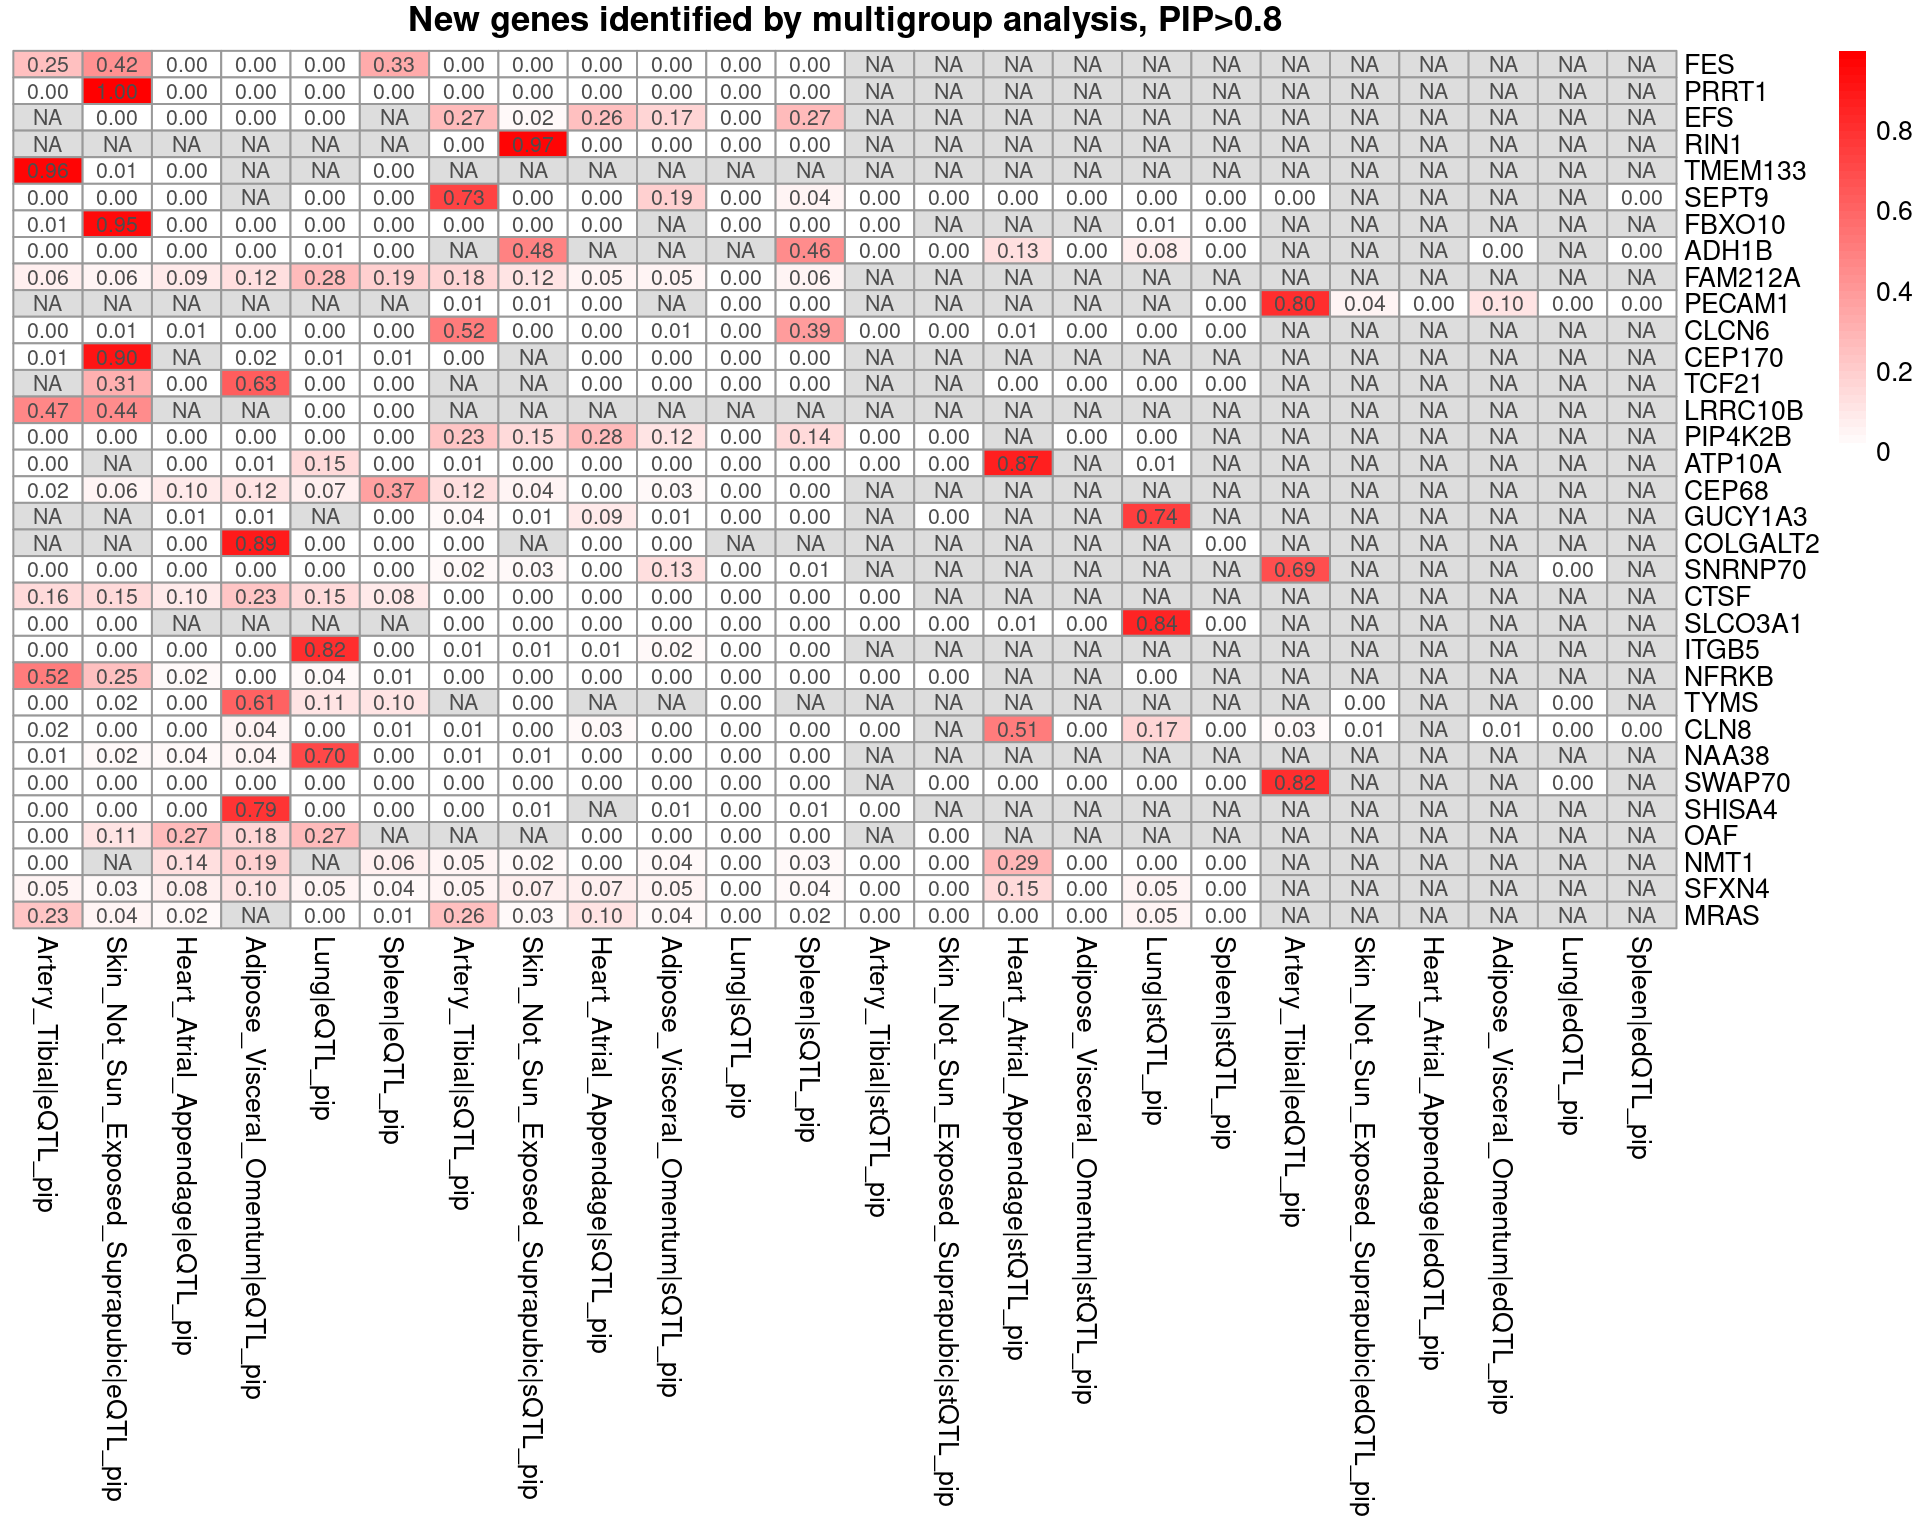 New genes identified by multigroup analysis, PIP>0.8
0.25 0.42 0.00 0.00 0.00 0.33 0.00 0.00 0.00 0.00 0.00 0.00 NA NA NA NA NA NA NA NA NA NA NA NA FES
0.00 1.00 0.00 0.00 0.00 0.00 0.00 0.00 0.00 0.00 0.00 0.00 NA NA NA NA NA NA NA NA NA NA NA NA PRRT1
NA 0.00 0.00 0.00 0.00 NA 0.27 0.02 0.26 0.17 0.00 0.27 NA NA NA NA NA NA NA NA NA NA NA NA EFS
NA NA NA NA NA NA 0.00 0.97 0.00 0.00 0.00 0.00 NA NA NA NA NA NA NA NA NA NA NA NA RIN1
0.96 0.01 0.00 NA NA 0.00 NA NA NA NA NA NA NA NA NA NA NA NA NA NA NA NA NA NA TMEM133
0.00 0.00 0.00 NA 0.00 0.00 0.73 0.00 0.00 0.19 0.00 0.04 0.00 0.00 0.00 0.00 0.00 0.00 0.00 NA NA NA NA 0.00 SEPT9
0.01 0.95 0.00 0.00 0.00 0.00 0.00 0.00 0.00 NA 0.00 0.00 0.00 NA NA NA 0.01 0.00 NA NA NA NA NA NA FBXO10
0.00 0.00 0.00 0.00 0.01 0.00 NA 0.48 NA NA NA 0.46 0.00 0.00 0.13 0.00 0.08 0.00 NA NA NA 0.00 NA 0.00 ADH1B
0.06 0.06 0.09 0.12 0.28 0.19 0.18 0.12 0.05 0.05 0.00 0.06 NA NA NA NA NA NA NA NA NA NA NA NA FAM212A
NA NA NA NA NA NA 0.01 0.01 0.00 NA 0.00 0.00 NA NA NA NA NA 0.00 0.80 0.04 0.00 0.10 0.00 0.00 PECAM1
0.00 0.01 0.01 0.00 0.00 0.00 0.52 0.00 0.00 0.01 0.00 0.39 0.00 0.00 0.01 0.00 0.00 0.00 NA NA NA NA NA NA CLCN6
0.01 0.90 NA 0.02 0.01 0.01 0.00 NA 0.00 0.00 0.00 0.00 NA NA NA NA NA NA NA NA NA NA NA NA CEP170
NA 0.31 0.00 0.63 0.00 0.00 NA NA 0.00 0.00 0.00 0.00 NA NA 0.00 0.00 0.00 0.00 NA NA NA NA NA NA TCF21
0.47 0.44 NA NA 0.00 0.00 NA NA NA NA NA NA NA NA NA NA NA NA NA NA NA NA NA NA LRRC10B
0.00 0.00 0.00 0.00 0.00 0.00 0.23 0.15 0.28 0.12 0.00 0.14 0.00 0.00 NA 0.00 0.00 NA NA NA NA NA NA NA PIP4K2B
0.00 NA 0.00 0.01 0.15 0.00 0.01 0.00 0.00 0.00 0.00 0.00 0.00 0.00 0.87 NA 0.01 NA NA NA NA NA NA NA ATP10A
0.02 0.06 0.10 0.12 0.07 0.37 0.12 0.04 0.00 0.03 0.00 0.00 NA NA NA NA NA NA NA NA NA NA NA NA CEP68
NA NA 0.01 0.01 NA 0.00 0.04 0.01 0.09 0.01 0.00 0.00 NA 0.00 NA NA 0.74 NA NA NA NA NA NA NA GUCY1A3
NA NA 0.00 0.89 0.00 0.00 0.00 NA 0.00 0.00 NA NA NA NA NA NA NA 0.00 NA NA NA NA NA NA COLGALT2
0.00 0.00 0.00 0.00 0.00 0.00 0.02 0.03 0.00 0.13 0.00 0.01 NA NA NA NA NA NA 0.69 NA NA NA 0.00 NA SNRNP70
0.16 0.15 0.10 0.23 0.15 0.08 0.00 0.00 0.00 0.00 0.00 0.00 0.00 NA NA NA NA NA NA NA NA NA NA NA CTSF
0.00 0.00 NA NA NA NA 0.00 0.00 0.00 0.00 0.00 0.00 0.00 0.00 0.01 0.00 0.84 0.00 NA NA NA NA NA NA SLCO3A1
0.00 0.00 0.00 0.00 0.82 0.00 0.01 0.01 0.01 0.02 0.00 0.00 NA NA NA NA NA NA NA NA NA NA NA NA ITGB5
0.52 0.25 0.02 0.00 0.04 0.01 0.00 0.00 0.00 0.00 0.00 0.00 0.00 0.00 NA NA 0.00 NA NA NA NA NA NA NA NFRKB
0.00 0.02 0.00 0.61 0.11 0.10 NA 0.00 NA NA 0.00 NA NA NA NA NA NA NA NA 0.00 NA NA 0.00 NA TYMS
0.02 0.00 0.00 0.04 0.00 0.01 0.01 0.00 0.03 0.00 0.00 0.00 0.00 NA 0.51 0.00 0.17 0.00 0.03 0.01 NA 0.01 0.00 0.00 CLN8
0.01 0.02 0.04 0.04 0.70 0.00 0.01 0.01 0.00 0.00 0.00 0.00 NA NA NA NA NA NA NA NA NA NA NA NA NAA38
0.00 0.00 0.00 0.00 0.00 0.00 0.00 0.00 0.00 0.00 0.00 0.00 NA 0.00 0.00 0.00 0.00 0.00 0.82 NA NA NA 0.00 NA SWAP70
0.00 0.00 0.00 0.79 0.00 0.00 0.00 0.01 NA 0.01 0.00 0.01 0.00 NA NA NA NA NA NA NA NA NA NA NA SHISA4
0.00 0.11 0.27 0.18 0.27 NA NA NA 0.00 0.00 0.00 0.00 NA 0.00 NA NA NA NA NA NA NA NA NA NA OAF
0.00 NA 0.14 0.19 NA 0.06 0.05 0.02 0.00 0.04 0.00 0.03 0.00 0.00 0.29 0.00 0.00 0.00 NA NA NA NA NA NA NMT1
0.05 0.03 0.08 0.10 0.05 0.04 0.05 0.07 0.07 0.05 0.00 0.04 0.00 0.00 0.15 0.00 0.05 0.00 NA NA NA NA NA NA SFXN4
0.23 0.04 0.02 NA 0.00 0.01 0.26 0.03 0.10 0.04 0.00 0.02 0.00 0.00 0.00 0.00 0.05 0.00 NA NA NA NA NA NA MRAS
Artery_Tibial|eQTL_pip
Skin_Not_Sun_Exposed_Suprapubic|eQTL_pip
Heart_Atrial_Appendage|eQTL_pip
Adipose_Visceral_Omentum|eQTL_pip
Lung|eQTL_pip
Spleen|eQTL_pip
Artery_Tibial|sQTL_pip
Skin_Not_Sun_Exposed_Suprapubic|sQTL_pip
Heart_Atrial_Appendage|sQTL_pip
Adipose_Visceral_Omentum|sQTL_pip
Lung|sQTL_pip
Spleen|sQTL_pip
Artery_Tibial|stQTL_pip
Skin_Not_Sun_Exposed_Suprapubic|stQTL_pip
Heart_Atrial_Appendage|stQTL_pip
Adipose_Visceral_Omentum|stQTL_pip
Lung|stQTL_pip
Spleen|stQTL_pip
Artery_Tibial|edQTL_pip
Skin_Not_Sun_Exposed_Suprapubic|edQTL_pip
Heart_Atrial_Appendage|edQTL_pip
Adipose_Visceral_Omentum|edQTL_pip
Lung|edQTL_pip
Spleen|edQTL_pip
0.8
0.6
0.4
0.2
0